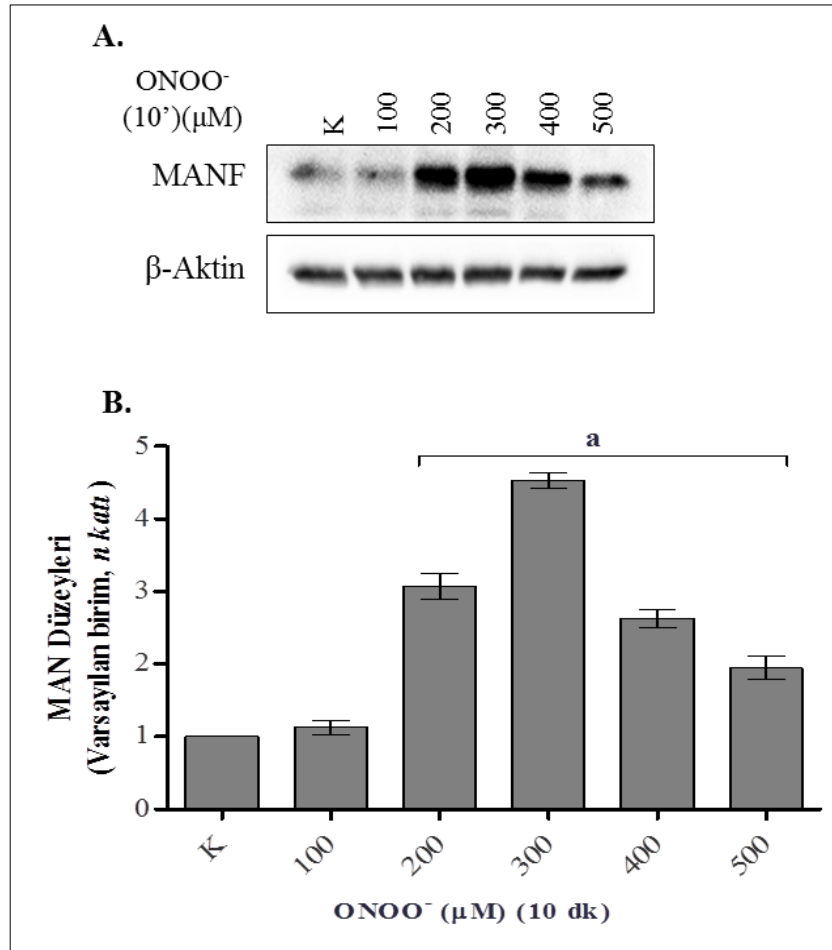 A.
ONOO⁻
(10’)(µM)
K
100
200
300
400
500
MANF
β-Aktin
B.
a
MAN Düzeyleri
(Varsayılan birim, n katı)
5
4
3
2
1
0
K
100
200
300
400
500
ONOO⁻ (µM) (10 dk)